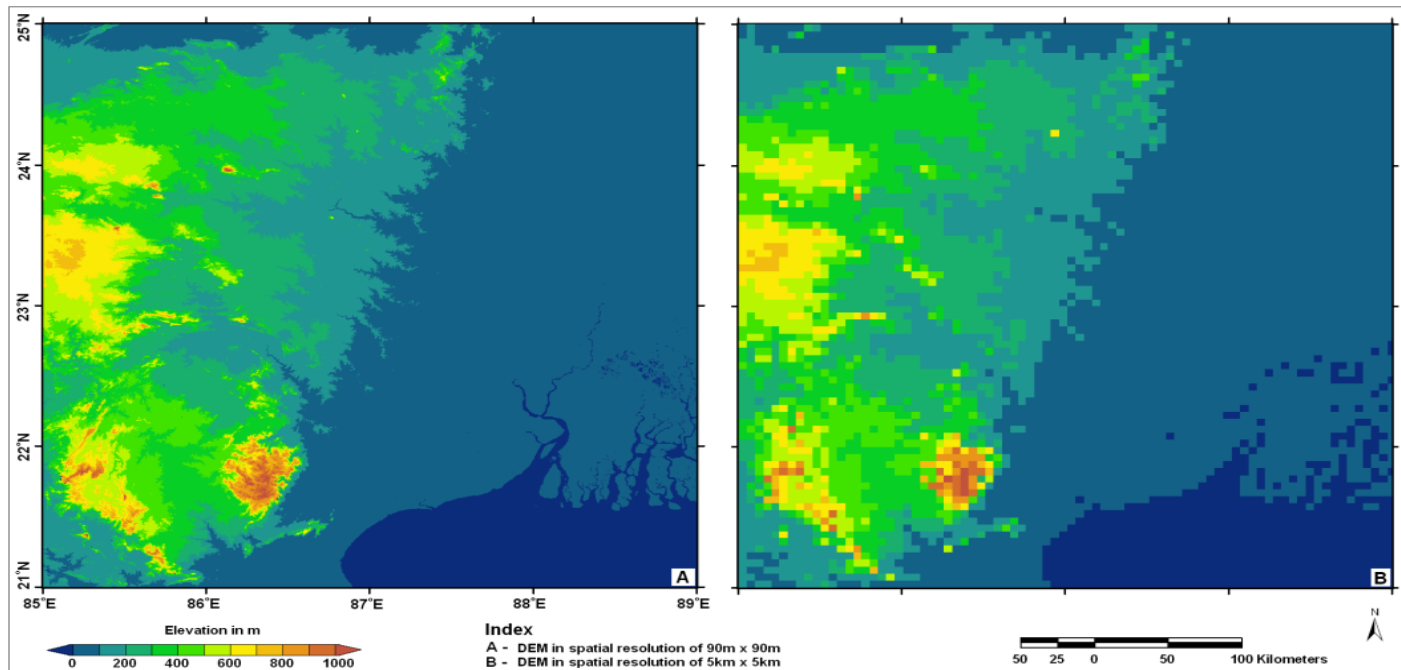 25°N
24°N
23°N
22°N
21°N
85°E 86°E 87°E 88°E 89°E
A
B
N
Elevation in m
0 200 400 600 800 1000
Index
A - DEM in spatial resolution of 90m x 90m
B - DEM in spatial resolution of 5km x 5km
50 25 0 50 100 Kilometers